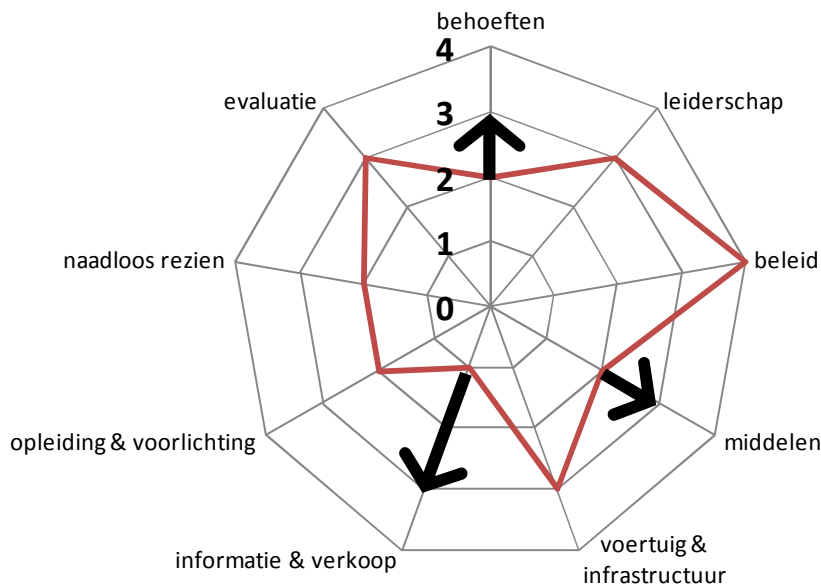 behoeften
4
evaluatie
leiderschap
3
2
1
naadloos rezien
beleid
0
opleiding & voorlichting
middelen
informatie & verkoop
voertuig &
infrastructuur